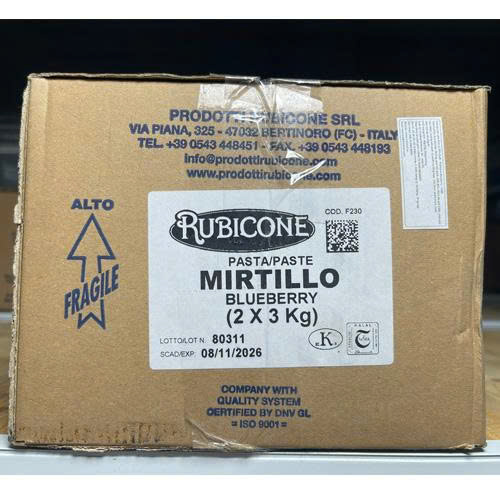 PRODOTTI RUBICONE SRL
VIA PIANA, 325 - 47032 BERTINORO (FC) - ITALY
TEL. +39 0543 448451 - FAX. +39 0543 448193
info@prodottirubicone.com
www.prodottirubicone.com
ALTO
FRAGILE
COD. F230
RUBICONE
PASTA/PASTE
MIRTILLO
BLUEBERRY
(2 X 3 Kg)
LOTTO/LOT N. 80311
SCAD/EXP: 08/11/2026
K
HALAL
COMPANY WITH
QUALITY SYSTEM
CERTIFIED BY DNV GL
= ISO 9001 =